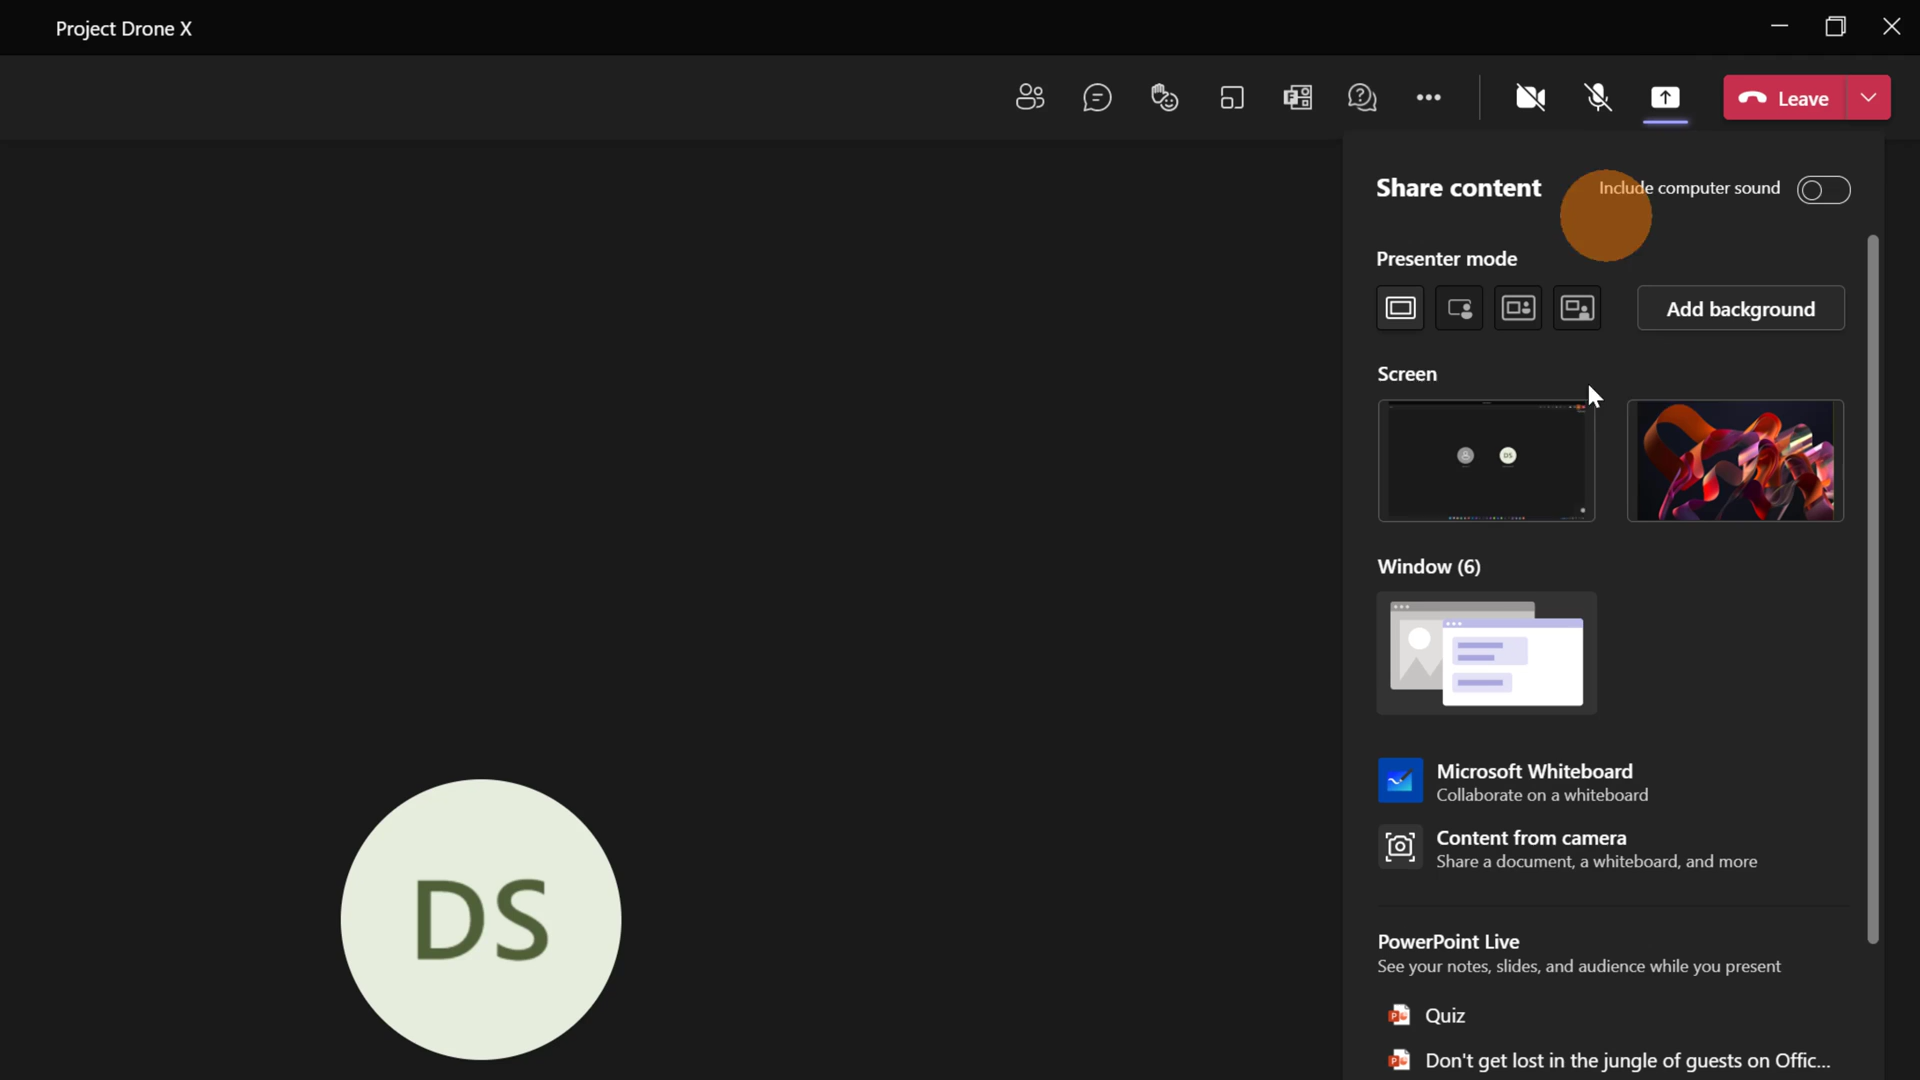 Project Drone X
Leave
Share content
Include computer sound
Presenter mode
Add background
Screen
DS
Window (6)
Microsoft Whiteboard
Collaborate on a whiteboard
Content from camera
Share a document, a whiteboard, and more
DS
PowerPoint Live
See your notes, slides, and audience while you present
Quiz
Don't get lost in the jungle of guests on Offic...